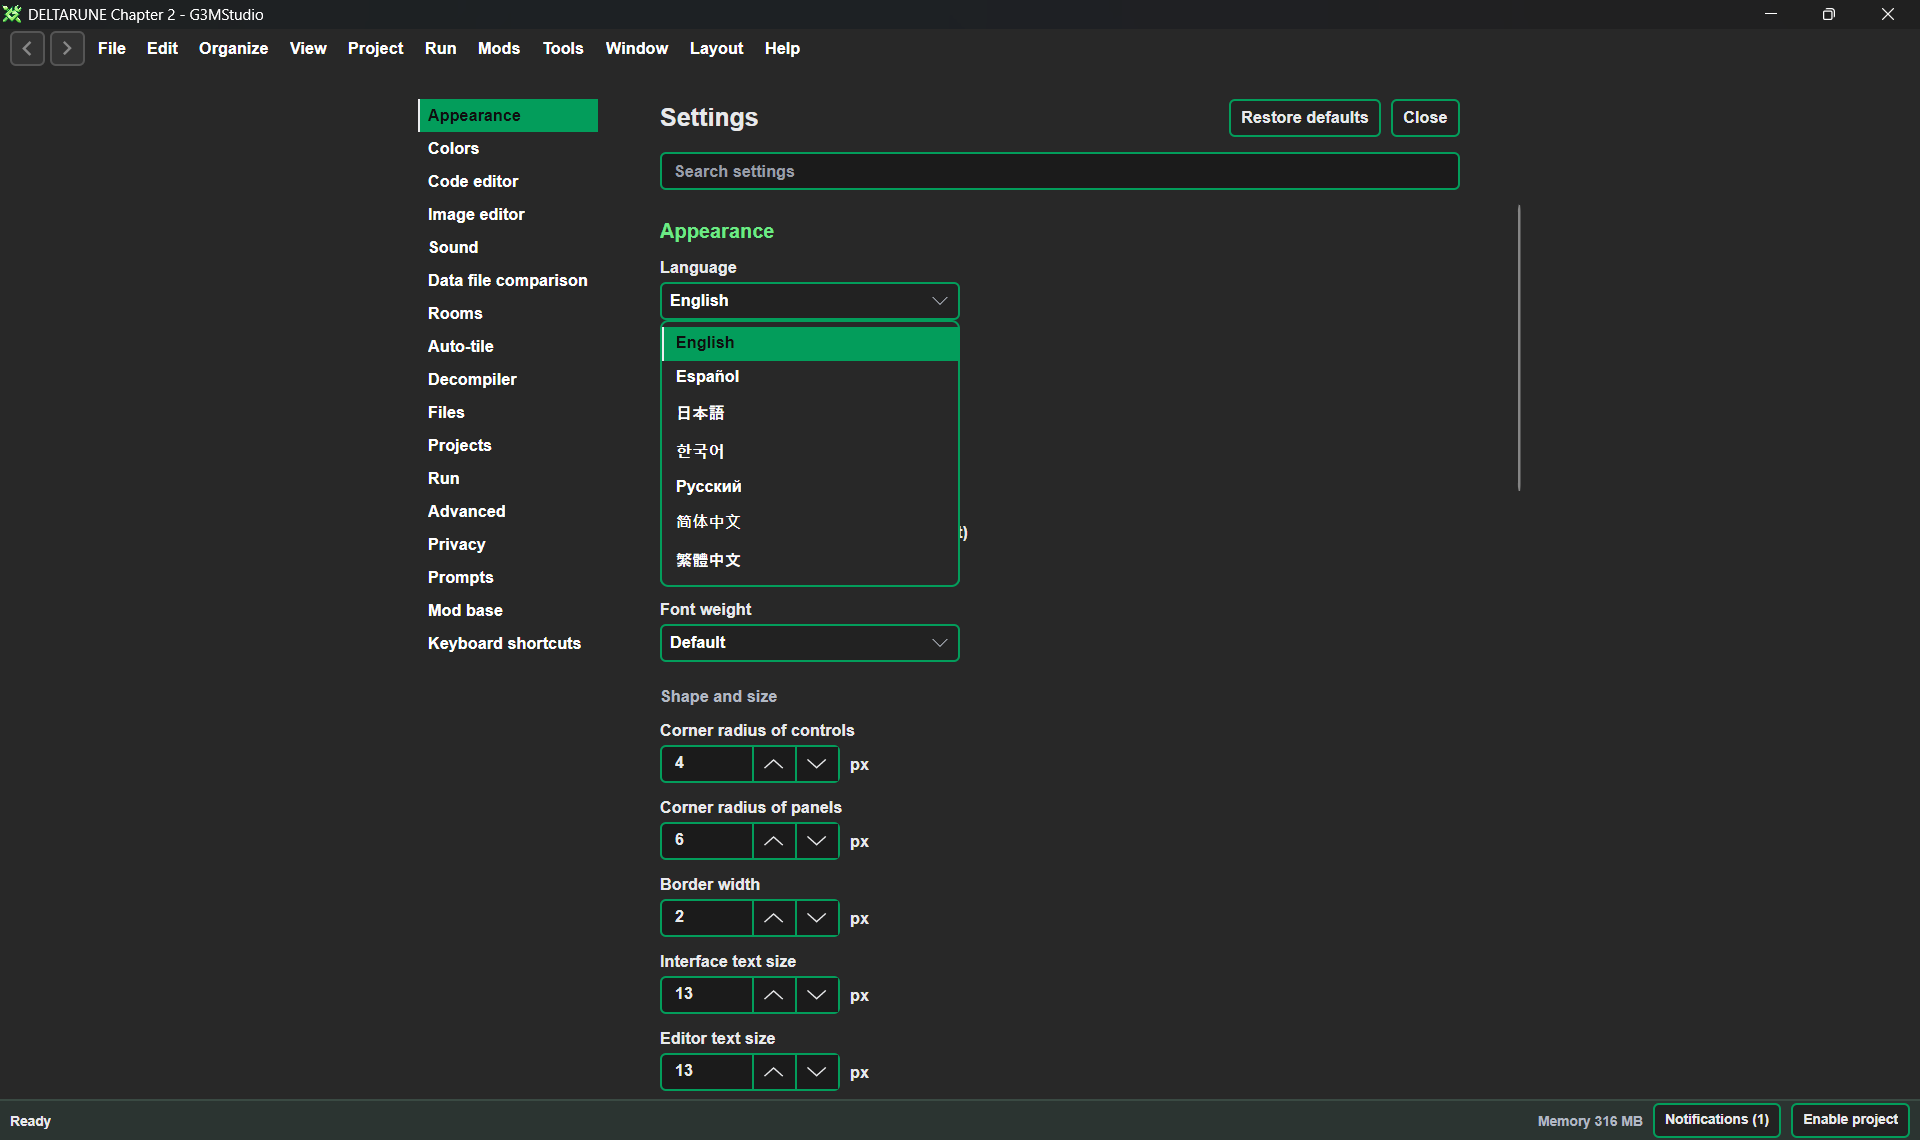 DELTARUNE Chapter 2 - G3MStudio
File Edit Organize View Project Run Mods Tools Window Layout Help
Appearance
Colors
Code editor
Image editor
Sound
Data file comparison
Rooms
Auto-tile
Decompiler
Files
Projects
Run
Advanced
Privacy
Prompts
Mod base
Keyboard shortcuts
Settings
Restore defaults
Close
Search settings
Appearance
Language
English
English
Español
日本語
한국어
Русский
简体中文
繁體中文
t)
Font weight
Default
Shape and size
Corner radius of controls
4 px
Corner radius of panels
6 px
Border width
2 px
Interface text size
13 px
Editor text size
13 px
Ready
Memory 316 MB
Notifications (1)
Enable project